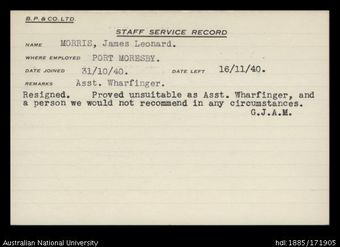 B.P. & CO. LTD.
STAFF SERVICE RECORD
NAME MORRIS, James Leonard.
WHERE EMPLOYED PORT MORESBY.
DATE JOINED 31/10/40. DATE LEFT 16/11/40.
REMARKS Asst. Wharfinger.
Resigned. Proved unsuitable as Asst. Wharfinger, and
a person we would not recommend in any circumstances.
G.J.A.M.
Australian National University
hdl:1885/171905